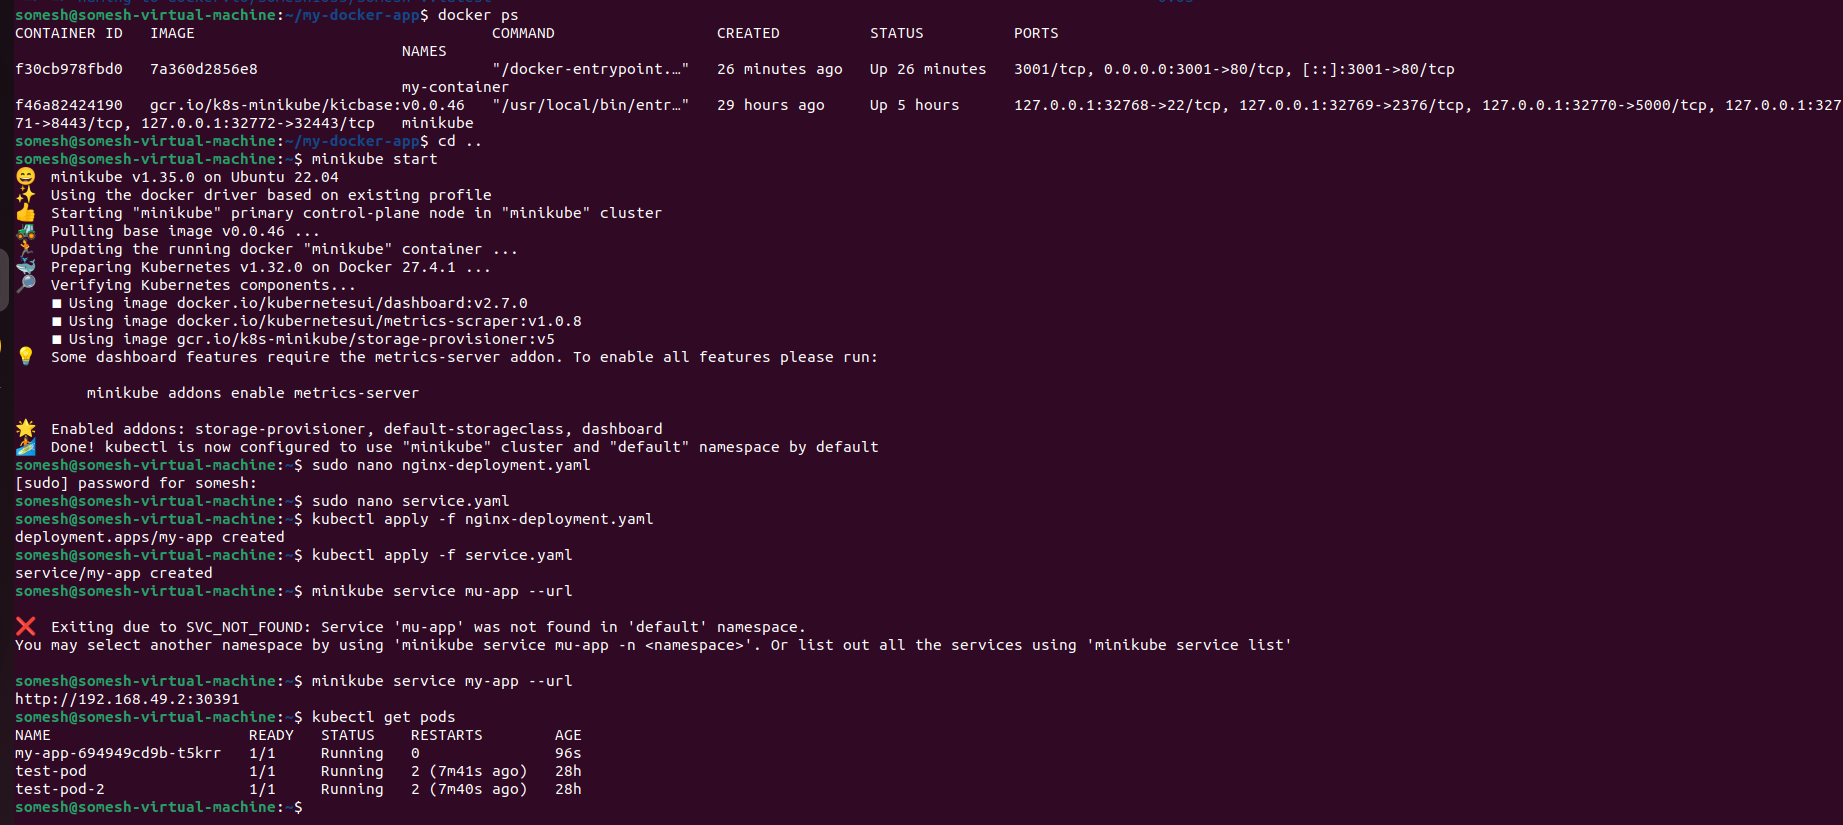 somesh@somesh-virtual-machine:~/my-docker-app$ docker ps
CONTAINER ID   IMAGE                                 COMMAND                  CREATED          STATUS          PORTS
                                           NAMES
f30cb978fbd0   7a360d2856e8                          "/docker-entrypoint.…"   26 minutes ago   Up 26 minutes   3001/tcp, 0.0.0.0:3001->80/tcp, [::]:3001->80/tcp
                                           my-container
f46a82424190   gcr.io/k8s-minikube/kicbase:v0.0.46   "/usr/local/bin/entr…"   29 hours ago     Up 5 hours      127.0.0.1:32768->22/tcp, 127.0.0.1:32769->2376/tcp, 127.0.0.1:32770->5000/tcp, 127.0.0.1:327
71->8443/tcp, 127.0.0.1:32772->32443/tcp   minikube
somesh@somesh-virtual-machine:~/my-docker-app$ cd ..
somesh@somesh-virtual-machine:~$ minikube start
😄  minikube v1.35.0 on Ubuntu 22.04
✨  Using the docker driver based on existing profile
👍  Starting "minikube" primary control-plane node in "minikube" cluster
🚜  Pulling base image v0.0.46 ...
🏃  Updating the running docker "minikube" container ...
🐳  Preparing Kubernetes v1.32.0 on Docker 27.4.1 ...
🔎  Verifying Kubernetes components...
    ▪ Using image docker.io/kubernetesui/dashboard:v2.7.0
    ▪ Using image docker.io/kubernetesui/metrics-scraper:v1.0.8
    ▪ Using image gcr.io/k8s-minikube/storage-provisioner:v5
💡  Some dashboard features require the metrics-server addon. To enable all features please run:
        minikube addons enable metrics-server
🌟  Enabled addons: storage-provisioner, default-storageclass, dashboard
🏄  Done! kubectl is now configured to use "minikube" cluster and "default" namespace by default
somesh@somesh-virtual-machine:~$ sudo nano nginx-deployment.yaml
[sudo] password for somesh:
somesh@somesh-virtual-machine:~$ sudo nano service.yaml
somesh@somesh-virtual-machine:~$ kubectl apply -f nginx-deployment.yaml
deployment.apps/my-app created
somesh@somesh-virtual-machine:~$ kubectl apply -f service.yaml
service/my-app created
somesh@somesh-virtual-machine:~$ minikube service mu-app --url
❌  Exiting due to SVC_NOT_FOUND: Service 'mu-app' was not found in 'default' namespace.
You may select another namespace by using 'minikube service mu-app -n <namespace>'. Or list out all the services using 'minikube service list'
somesh@somesh-virtual-machine:~$ minikube service my-app --url
http://192.168.49.2:30391
somesh@somesh-virtual-machine:~$ kubectl get pods
NAME                      READY   STATUS    RESTARTS        AGE
my-app-694949cd9b-t5krr   1/1     Running   0               96s
test-pod                  1/1     Running   2 (7m41s ago)   28h
test-pod-2                1/1     Running   2 (7m40s ago)   28h
somesh@somesh-virtual-machine:~$